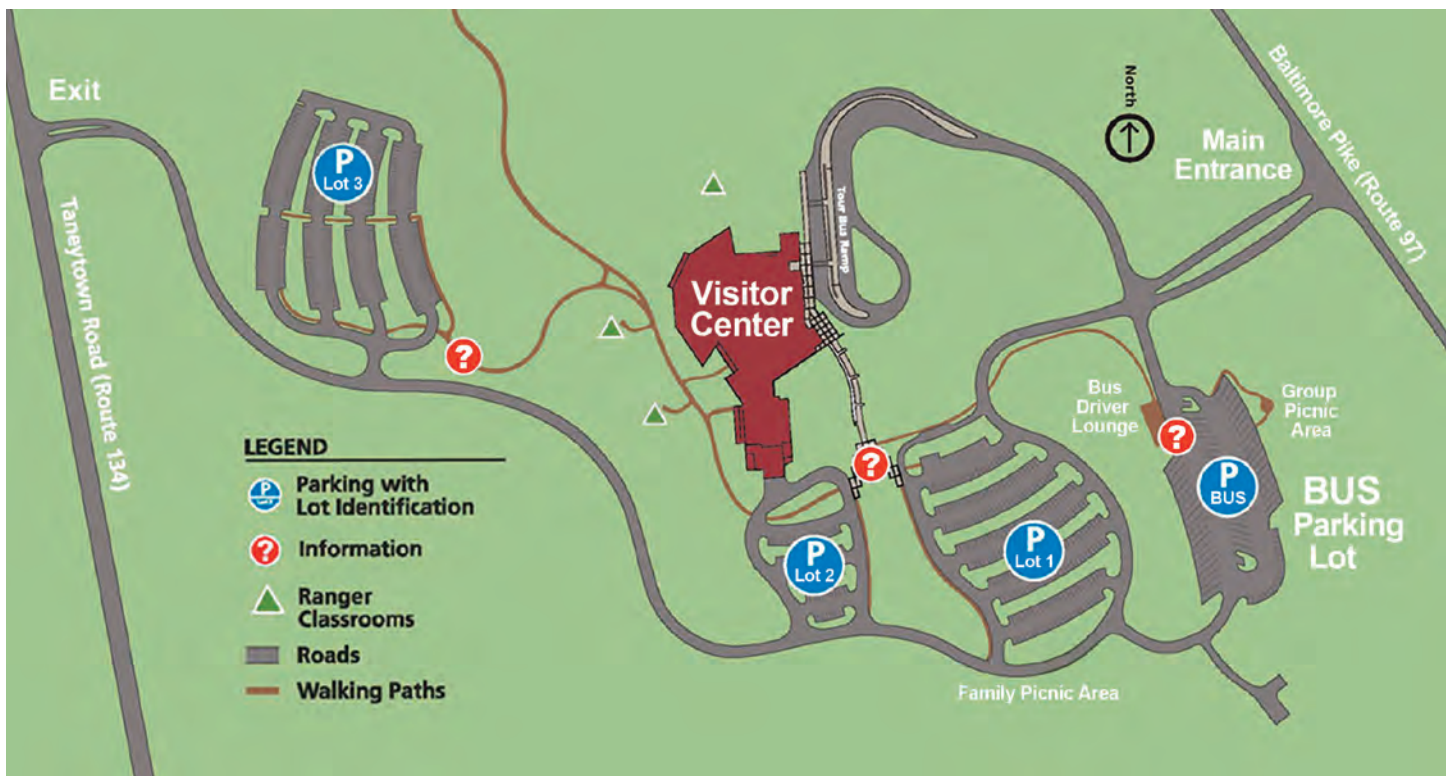 Exit
Taneytown Road (Route 134)
P
Lot 3
Visitor
Center
Tour Bus Ramp
North
Main
Entrance
Baltimore Pike (Route 97)
Bus
Driver
Lounge
Group
Picnic
Area
?
?
?
P
BUS
BUS
Parking
Lot
P
Lot 2
P
Lot 1
Family Picnic Area
LEGEND
P
Parking with
Lot Identification
?
Information
Ranger
Classrooms
Roads
Walking Paths